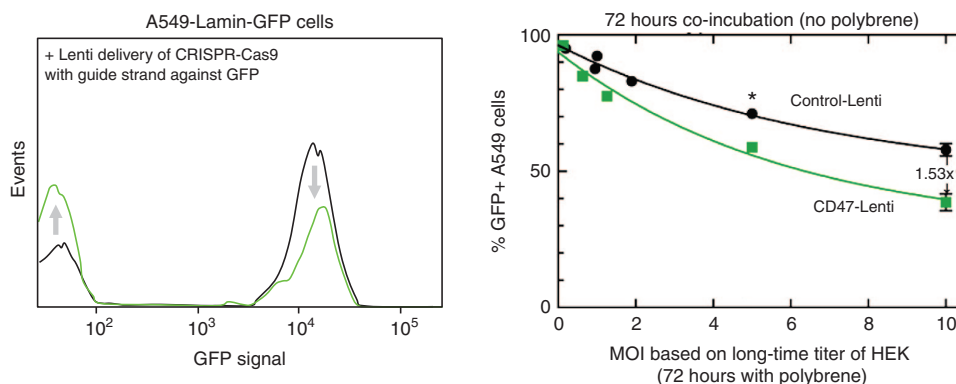 A549-Lamin-GFP cells
+ Lenti delivery of CRISPR-Cas9
with guide strand against GFP
Events
10²
10³
10⁴
10⁵
GFP signal
72 hours co-incubation (no polybrene)
% GFP+ A549 cells
100
50
0
*
Control-Lenti
1.53x
CD47-Lenti
0
2
4
6
8
10
MOI based on long-time titer of HEK
(72 hours with polybrene)